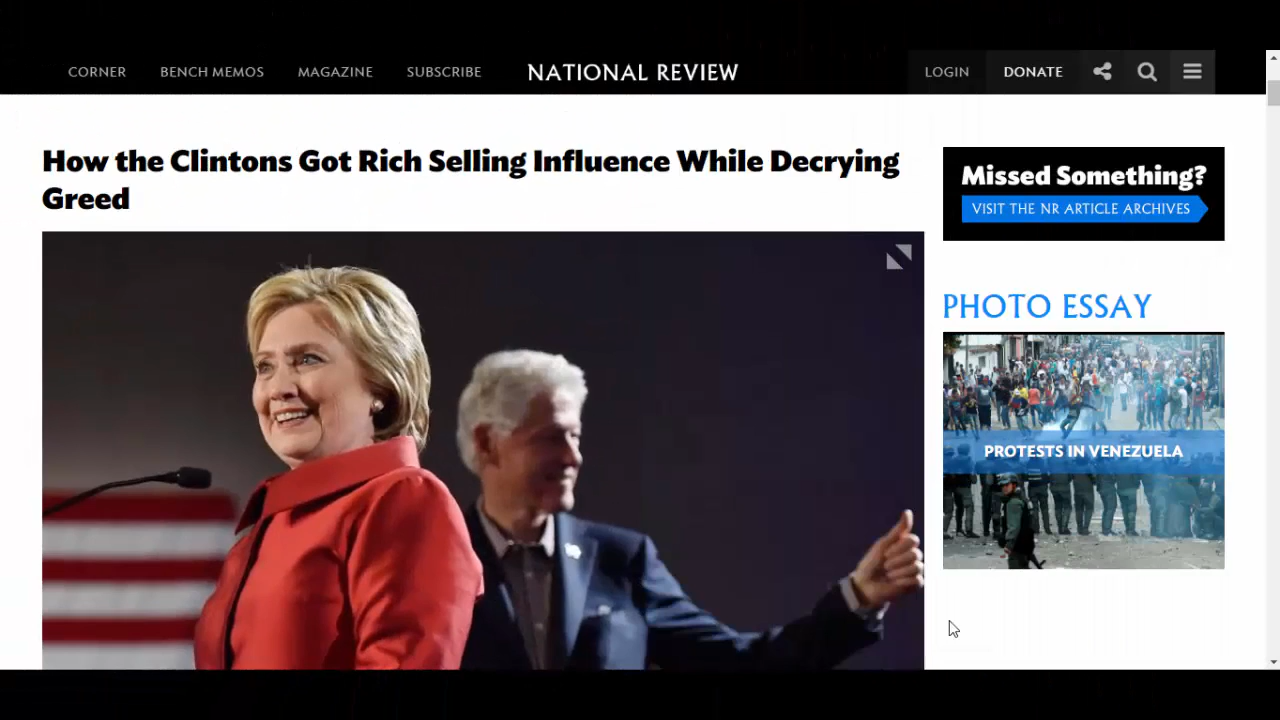 CORNER BENCH MEMOS MAGAZINE SUBSCRIBE NATIONAL REVIEW LOGIN DONATE
How the Clintons Got Rich Selling Influence While Decrying
Greed
Missed Something?
VISIT THE NR ARTICLE ARCHIVES
PHOTO ESSAY
PROTESTS IN VENEZUELA